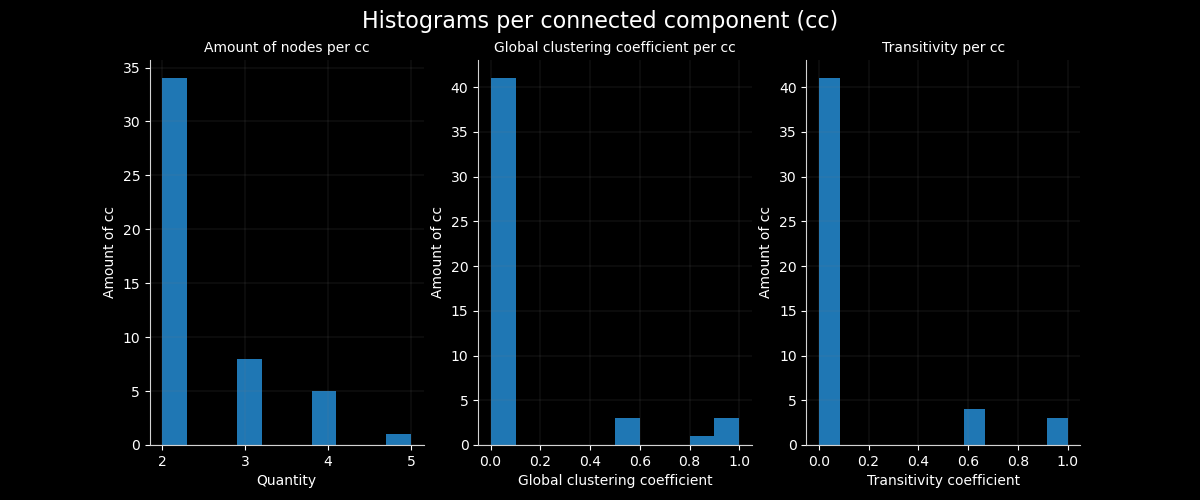 Histograms per connected component (cc)
Amount of nodes per cc
Amount of cc
35
30
25
20
15
10
5
0
2 3 4 5
Quantity
Global clustering coefficient per cc
Amount of cc
40
35
30
25
20
15
10
5
0
0.0 0.2 0.4 0.6 0.8 1.0
Global clustering coefficient
Transitivity per cc
Amount of cc
40
35
30
25
20
15
10
5
0
0.0 0.2 0.4 0.6 0.8 1.0
Transitivity coefficient